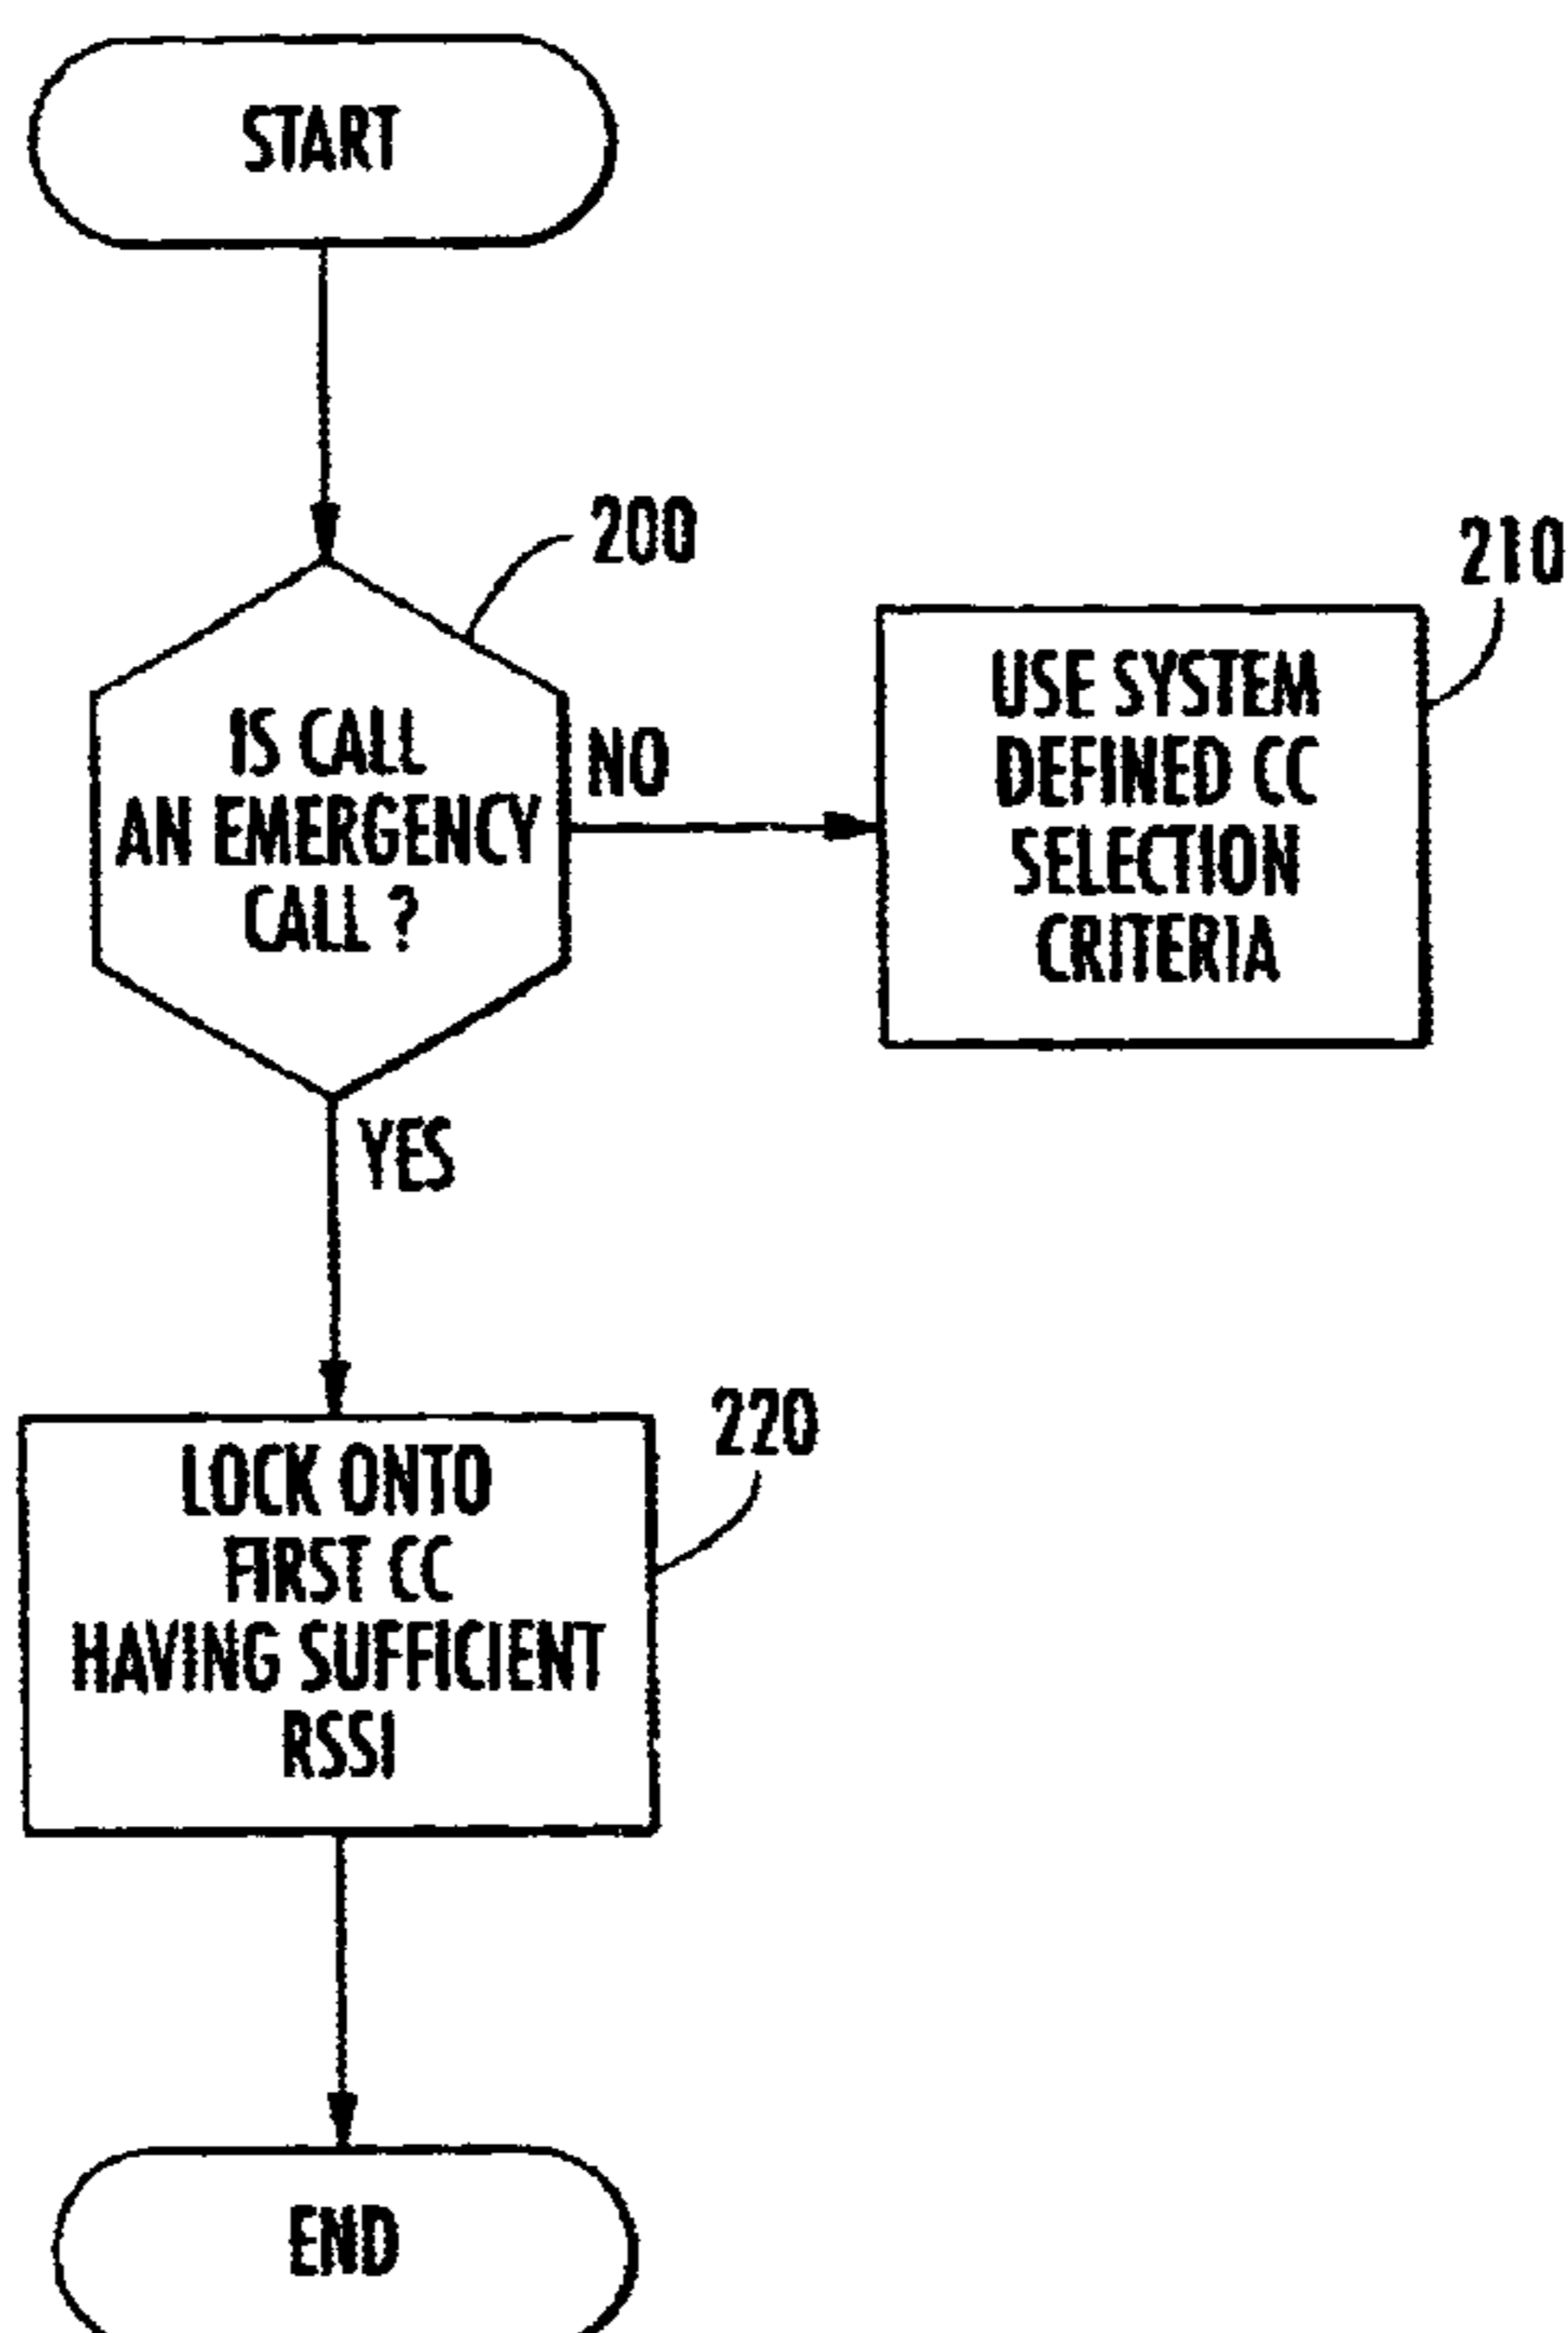 START
200
IS CALL
AN EMERGENCY
CALL ?
NO
210
USE SYSTEM
DEFINED CC
SELECTION
CRITERIA
YES
220
LOCK ONTO
FIRST CC
HAVING SUFFICIENT
RSSI
END